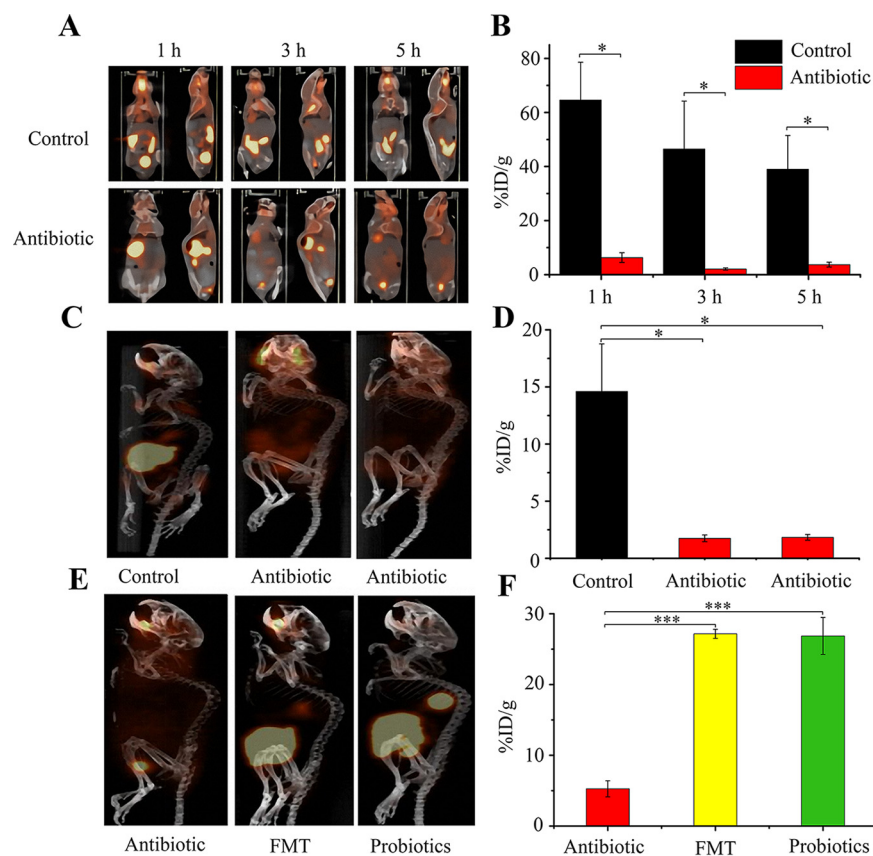 A
1 h 3 h 5 h
Control
Antibiotic
B
Control
Antibiotic
*
*
*
%ID/g
80
60
40
20
0
1 h 3 h 5 h
C
Control Antibiotic Antibiotic
D
*
*
%ID/g
20
15
10
5
0
Control Antibiotic Antibiotic
E
Antibiotic FMT Probiotics
F
***
***
%ID/g
30
20
10
0
Antibiotic FMT Probiotics